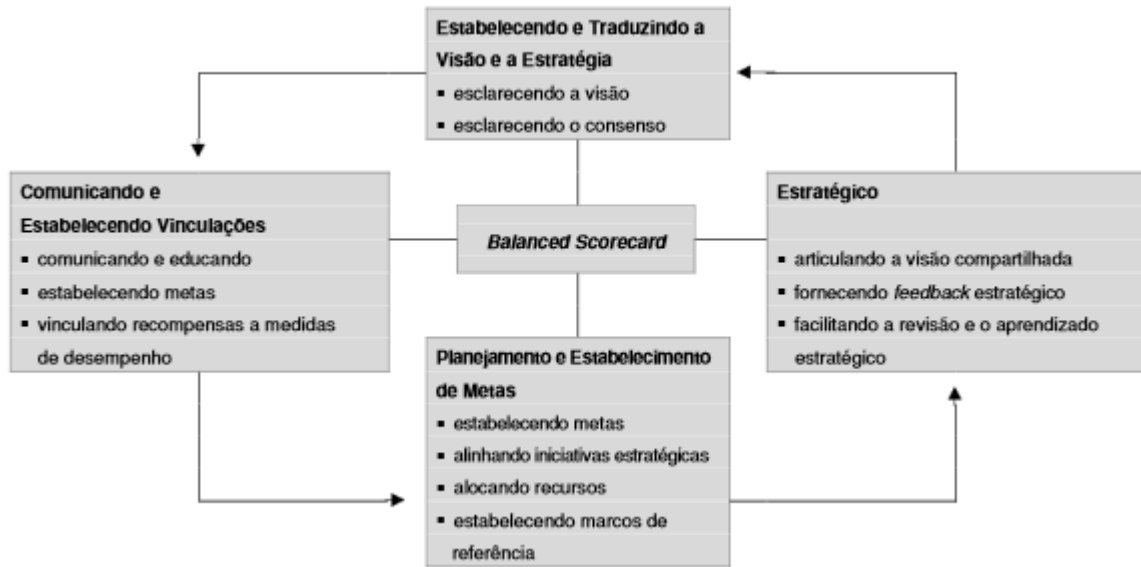 Estabelecendo e Traduzindo a
Visão e a Estratégia
▪ esclarecendo a visão
▪ esclarecendo o consenso
Comunicando e
Estabelecendo Vinculações
▪ comunicando e educando
▪ estabelecendo metas
▪ vinculando recompensas a medidas
de desempenho
Balanced Scorecard
Estratégico
▪ articulando a visão compartilhada
▪ fornecendo feedback estratégico
▪ facilitando a revisão e o aprendizado
estratégico
Planejamento e Estabelecimento
de Metas
▪ estabelecendo metas
▪ alinhando iniciativas estratégicas
▪ alocando recursos
▪ estabelecendo marcos de
referência